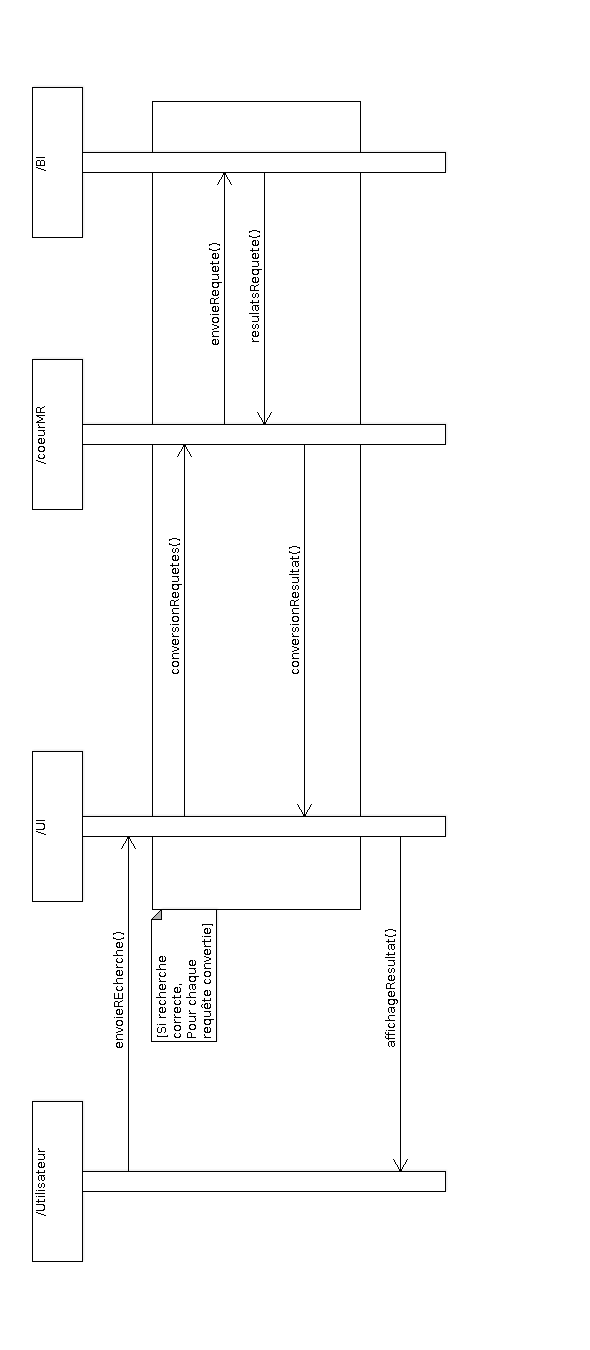 /Utilisateur
/UI
/coeurMR
/BI
envoieREcherche()
[Si recherche
correcte,
Pour chaque
requête convertie]
conversionRequetes()
envoieRequete()
resulatsRequete()
conversionResultat()
affichageResultat()